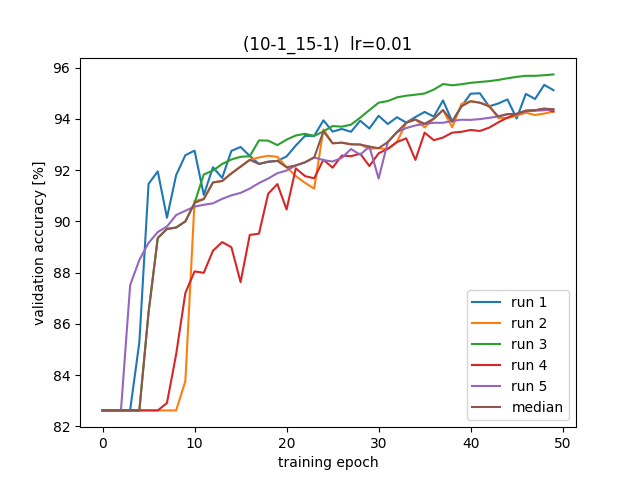 (10-1_15-1)  lr=0.01
validation accuracy [%]
96
94
92
90
88
86
84
82
0 10 20 30 40 50
training epoch
run 1
run 2
run 3
run 4
run 5
median